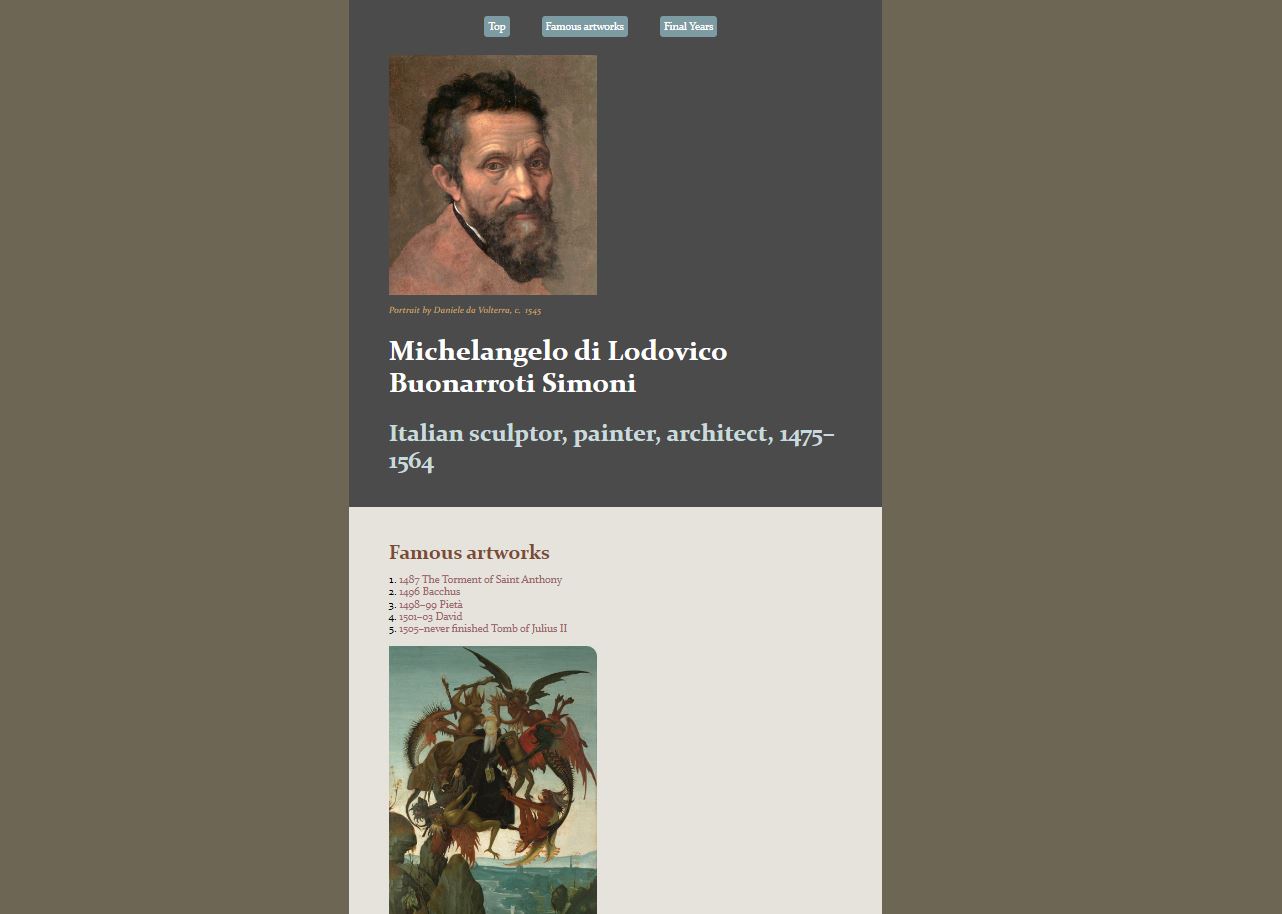 Top Famous artworks Final Years
Portrait by Daniele da Volterra, c. 1545
Michelangelo di Lodovico
Buonarroti Simoni
Italian sculptor, painter, architect, 1475–
1564
Famous artworks
1. 1487 The Torment of Saint Anthony
2. 1496 Bacchus
3. 1498–99 Pietà
4. 1501–03 David
5. 1505–never finished Tomb of Julius II